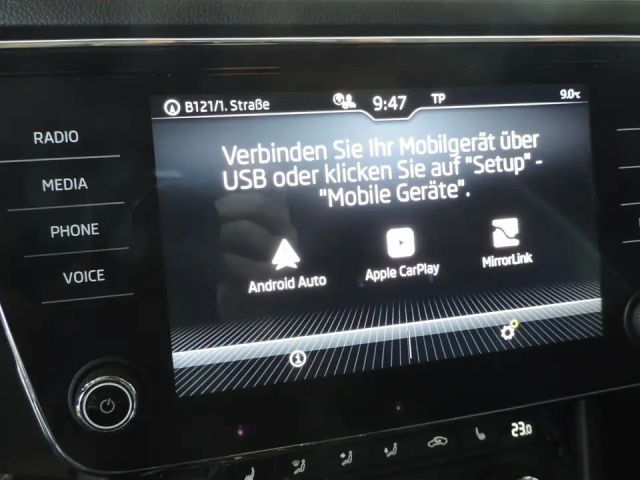 B121/1. Straße
9:47
TP
9.0°C
RADIO
MEDIA
PHONE
VOICE
Verbinden Sie Ihr Mobilgerät über
USB oder klicken Sie auf "Setup" -
"Mobile Geräte".
Android Auto
Apple CarPlay
MirrorLink
23.0